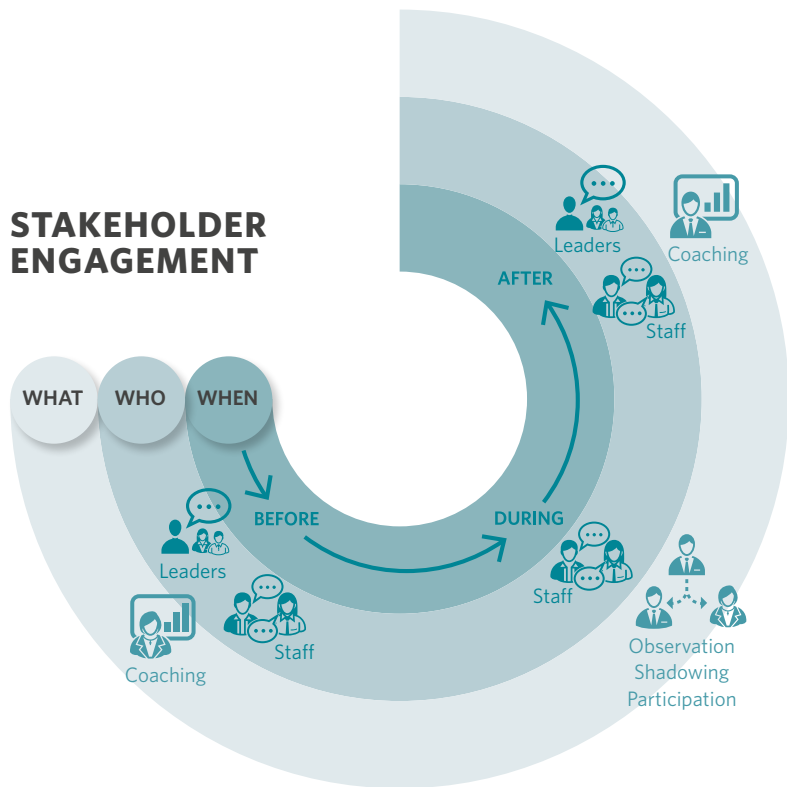 STAKEHOLDER
ENGAGEMENT
WHAT
WHO
WHEN
BEFORE
Leaders
Staff
Coaching
DURING
Staff
Observation
Shadowing
Participation
AFTER
Leaders
Staff
Coaching